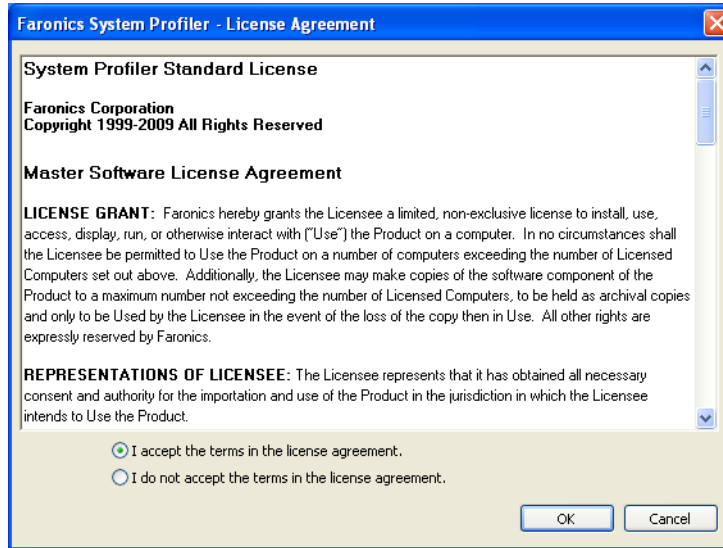 Faronics System Profiler - License Agreement
System Profiler Standard License
Faronics Corporation
Copyright 1999-2009 All Rights Reserved
Master Software License Agreement
LICENSE GRANT: Faronics hereby grants the Licensee a limited, non-exclusive license to install, use,
access, display, run, or otherwise interact with ("Use") the Product on a computer. In no circumstances shall
the Licensee be permitted to Use the Product on a number of computers exceeding the number of Licensed
Computers set out above. Additionally, the Licensee may make copies of the software component of the
Product to a maximum number not exceeding the number of Licensed Computers, to be held as archival copies
and only to be Used by the Licensee in the event of the loss of the copy then in Use. All other rights are
expressly reserved by Faronics.
REPRESENTATIONS OF LICENSEE: The Licensee represents that it has obtained all necessary
consent and authority for the importation and use of the Product in the jurisdiction in which the Licensee
intends to Use the Product.
I accept the terms in the license agreement.
I do not accept the terms in the license agreement.
OK Cancel